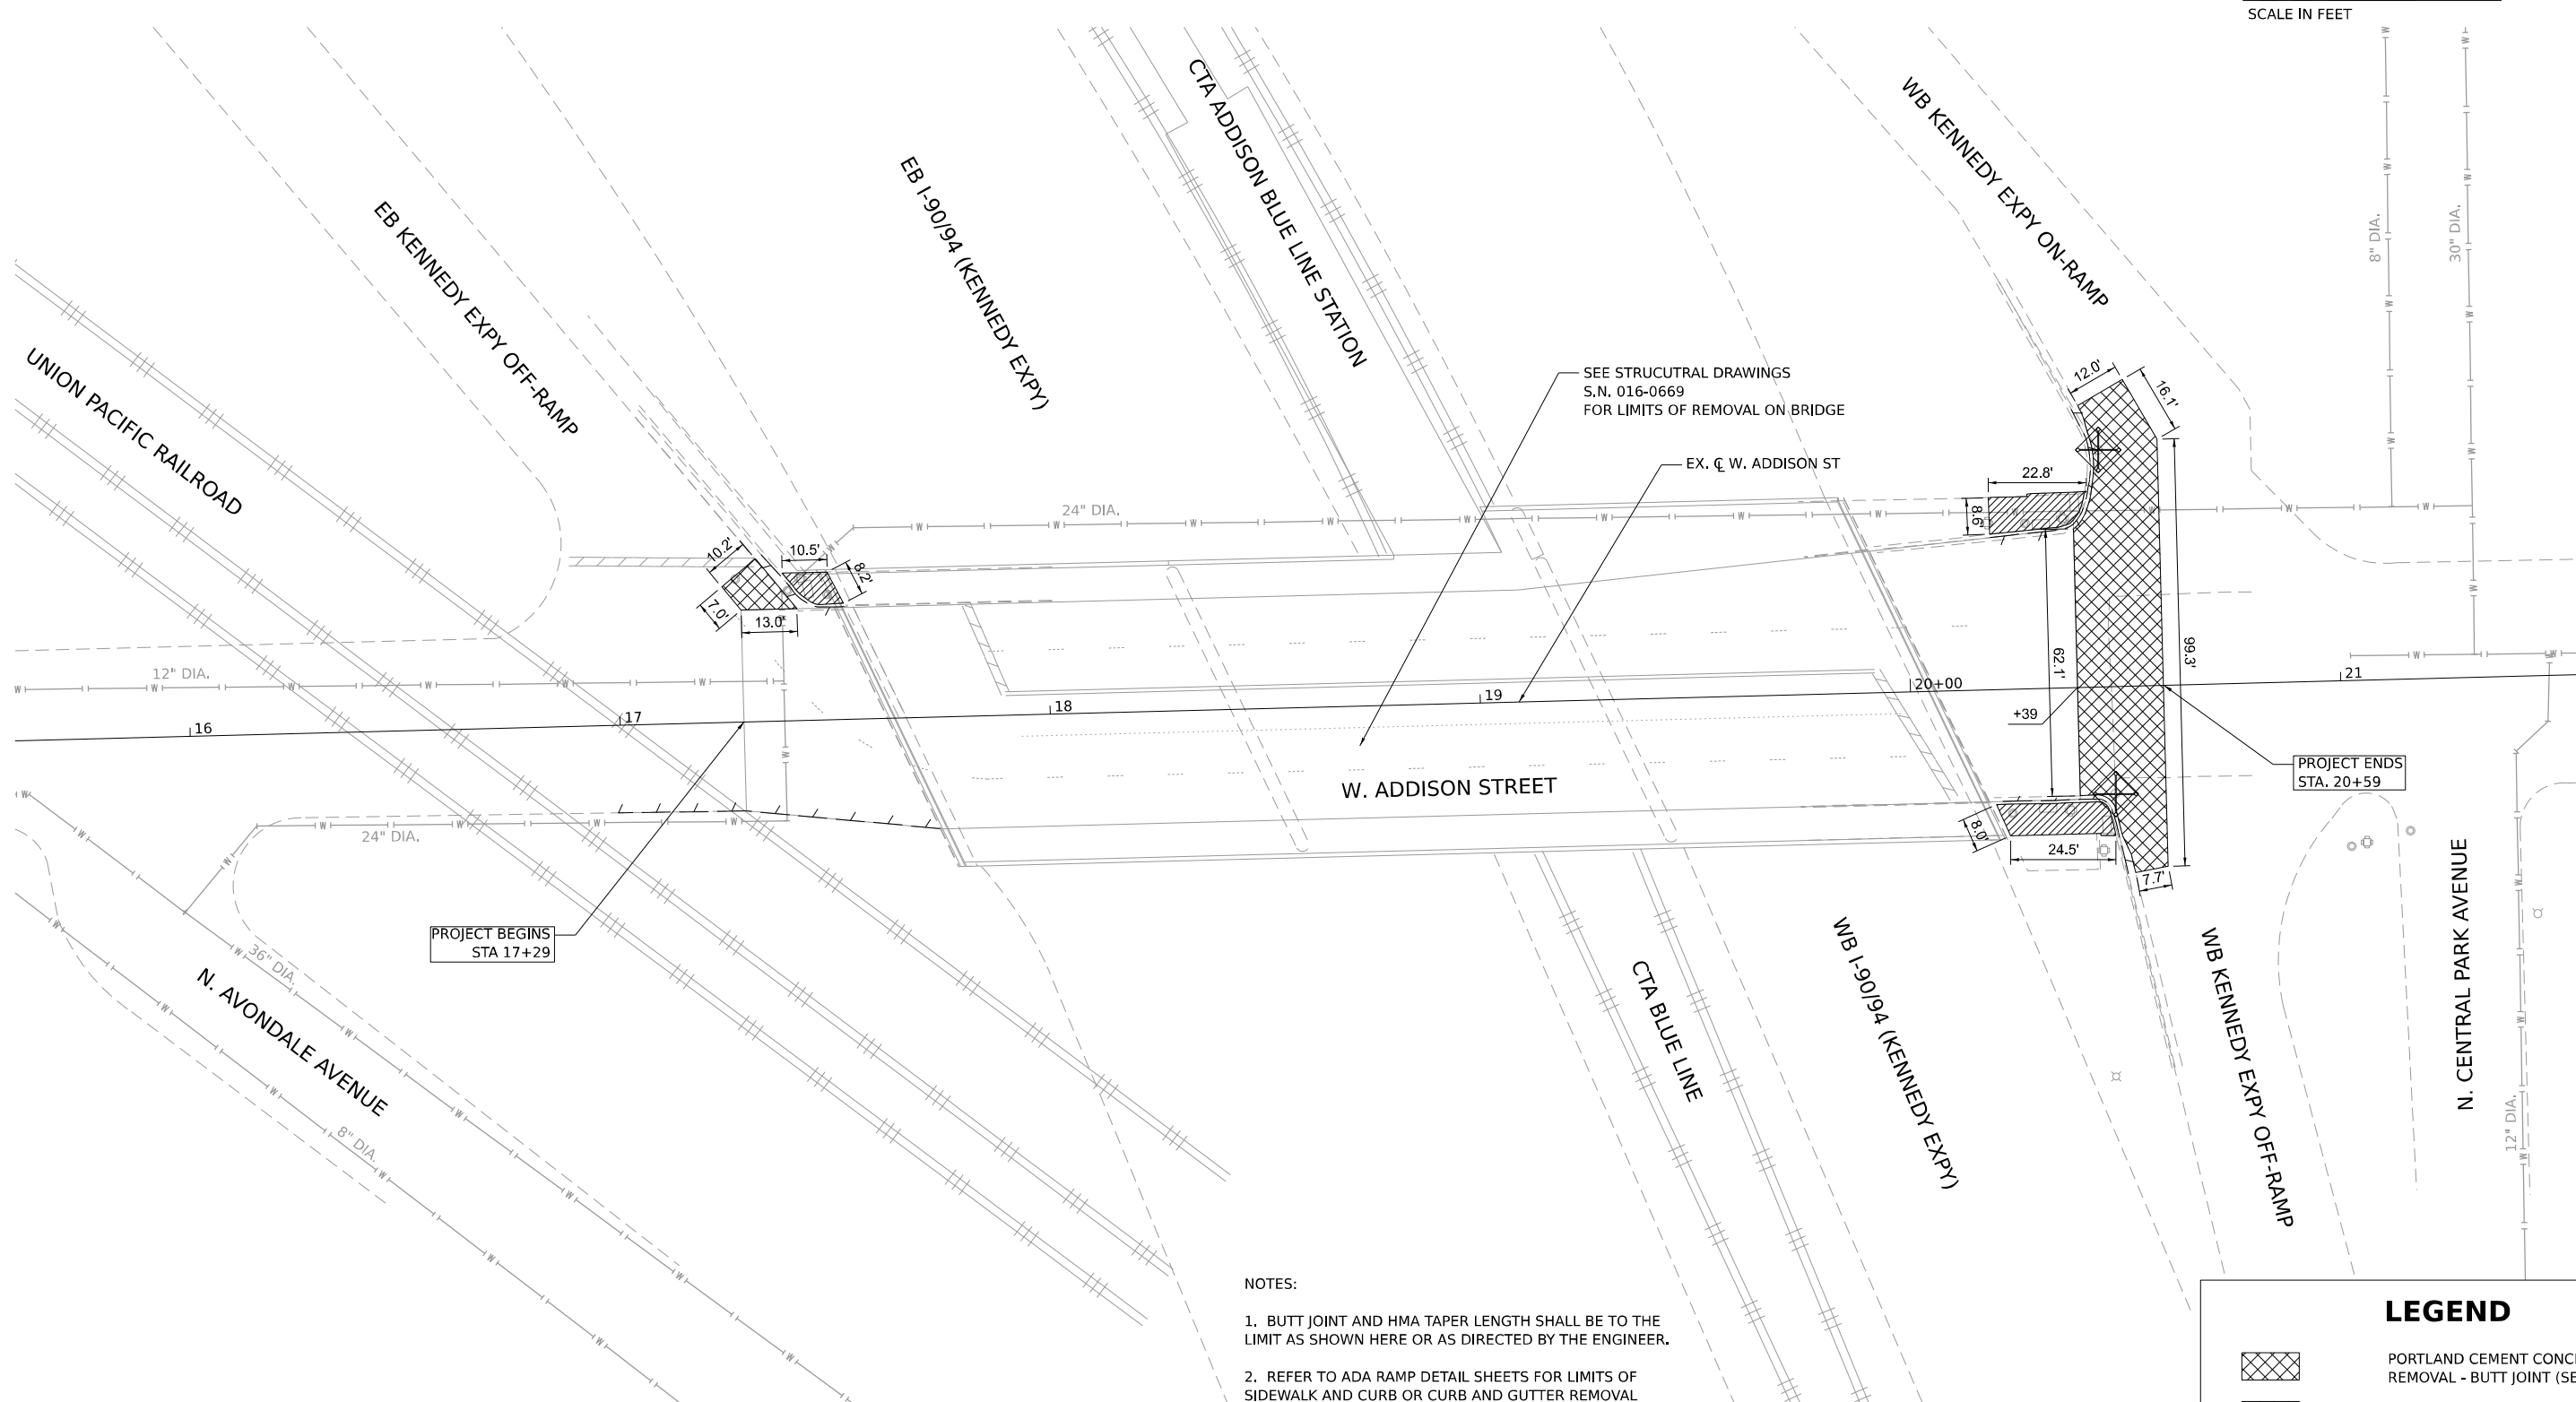 SCALE IN FEET
CTA ADDISON BLUE LINE STATION
WB KENNEDY EXPY ON-RAMP
EB I-90/94 (KENNEDY EXPY)
EB KENNEDY EXPY OFF-RAMP
UNION PACIFIC RAILROAD
8" DIA.
30" DIA.
SEE STRUCUTRAL DRAWINGS
S.N. 016-0669
FOR LIMITS OF REMOVAL ON BRIDGE
EX. ℄ W. ADDISON ST
12.0'
16.1'
22.8'
8.6'
24" DIA.
10.2'
10.5'
8.2'
7.0'
13.0'
62.1'
99.3'
12" DIA.
16
17
18
19
20+00
21
+39
PROJECT ENDS
STA. 20+59
W. ADDISON STREET
24" DIA.
8.0'
24.5'
7.7'
PROJECT BEGINS
STA 17+29
36" DIA.
N. AVONDALE AVENUE
8" DIA.
CTA BLUE LINE
WB I-90/94 (KENNEDY EXPY)
WB KENNEDY EXPY OFF-RAMP
N. CENTRAL PARK AVENUE
12" DIA.
NOTES:
1. BUTT JOINT AND HMA TAPER LENGTH SHALL BE TO THE
LIMIT AS SHOWN HERE OR AS DIRECTED BY THE ENGINEER.
2. REFER TO ADA RAMP DETAIL SHEETS FOR LIMITS OF
SIDEWALK AND CURB OR CURB AND GUTTER REMOVAL
LEGEND
PORTLAND CEMENT CONC
REMOVAL - BUTT JOINT (SE